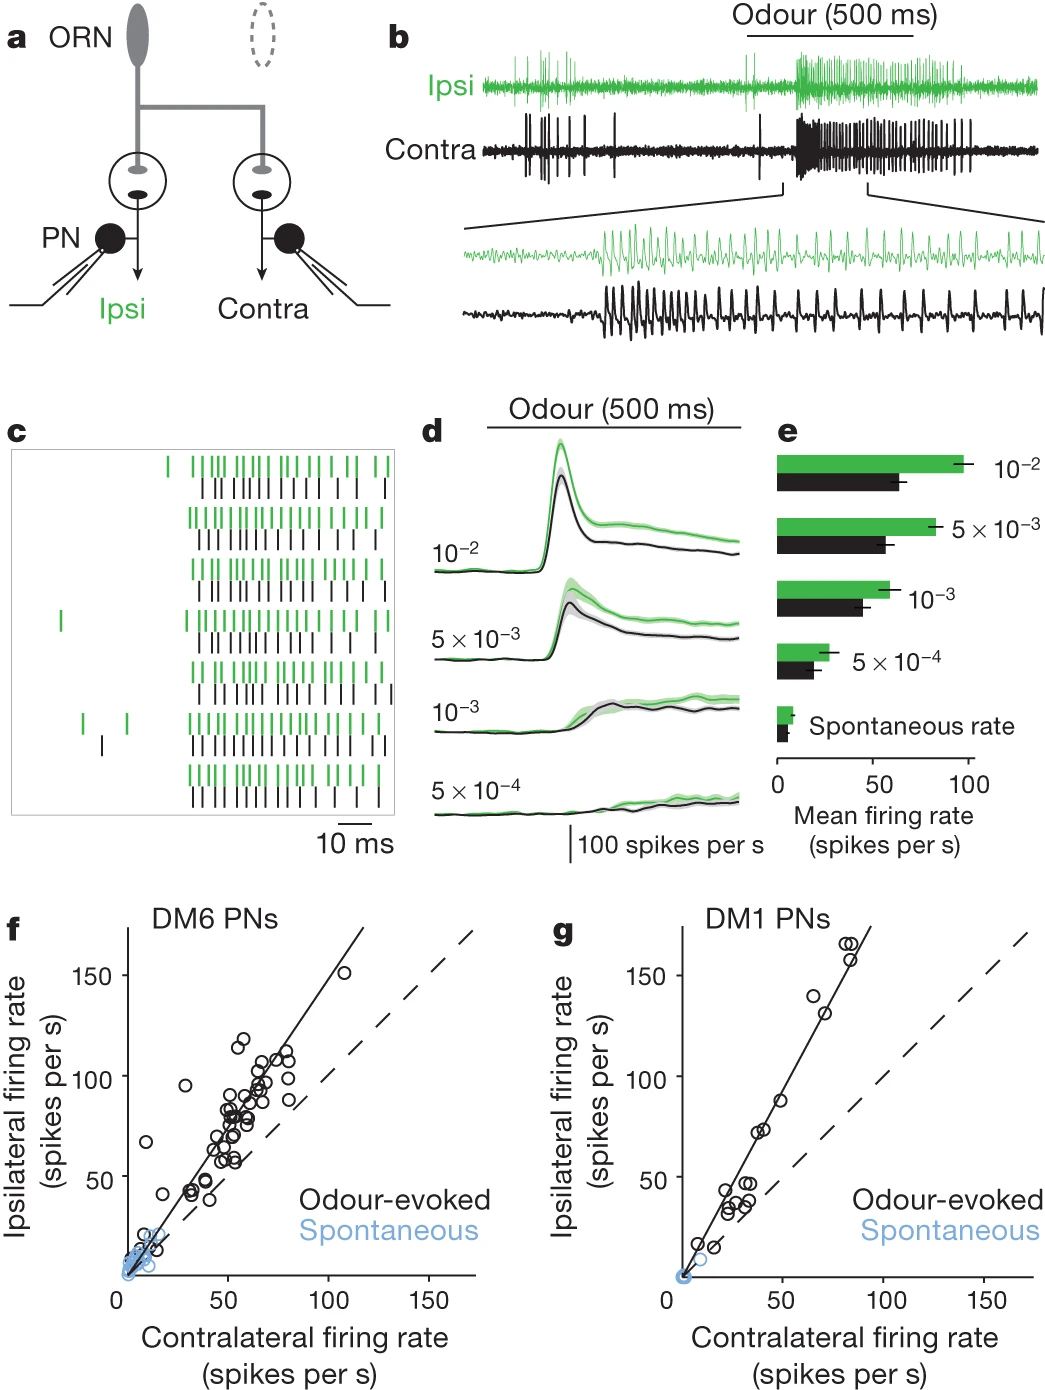 a
ORN
PN
Ipsi
Contra
b
Odour (500 ms)
Ipsi
Contra
c
10 ms
d
Odour (500 ms)
10⁻²
5 × 10⁻³
10⁻³
5 × 10⁻⁴
100 spikes per s
e
10⁻²
5 × 10⁻³
10⁻³
5 × 10⁻⁴
Spontaneous rate
0 50 100
Mean firing rate
(spikes per s)
f
DM6 PNs
Ipsilateral firing rate
(spikes per s)
150
100
50
Odour-evoked
Spontaneous
0 50 100 150
Contralateral firing rate
(spikes per s)
g
DM1 PNs
Ipsilateral firing rate
(spikes per s)
150
100
50
Odour-evoked
Spontaneous
0 50 100 150
Contralateral firing rate
(spikes per s)